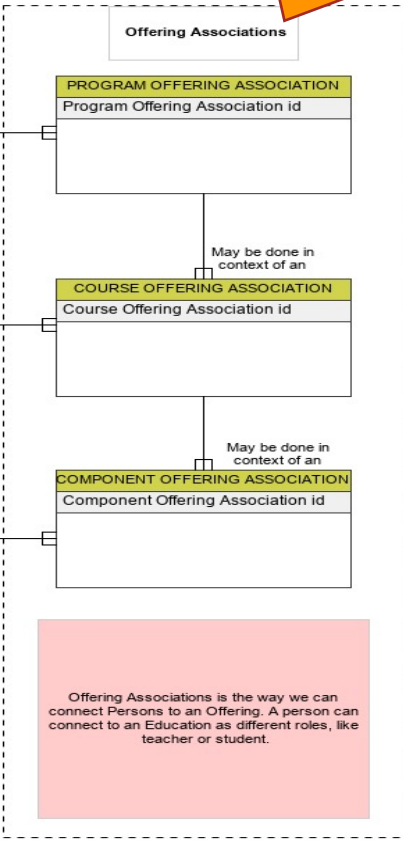 Offering Associations
PROGRAM OFFERING ASSOCIATION
Program Offering Association id
May be done in
context of an
COURSE OFFERING ASSOCIATION
Course Offering Association id
May be done in
context of an
COMPONENT OFFERING ASSOCIATION
Component Offering Association id
Offering Associations is the way we can
connect Persons to an Offering. A person can
connect to an Education as different roles, like
teacher or student.